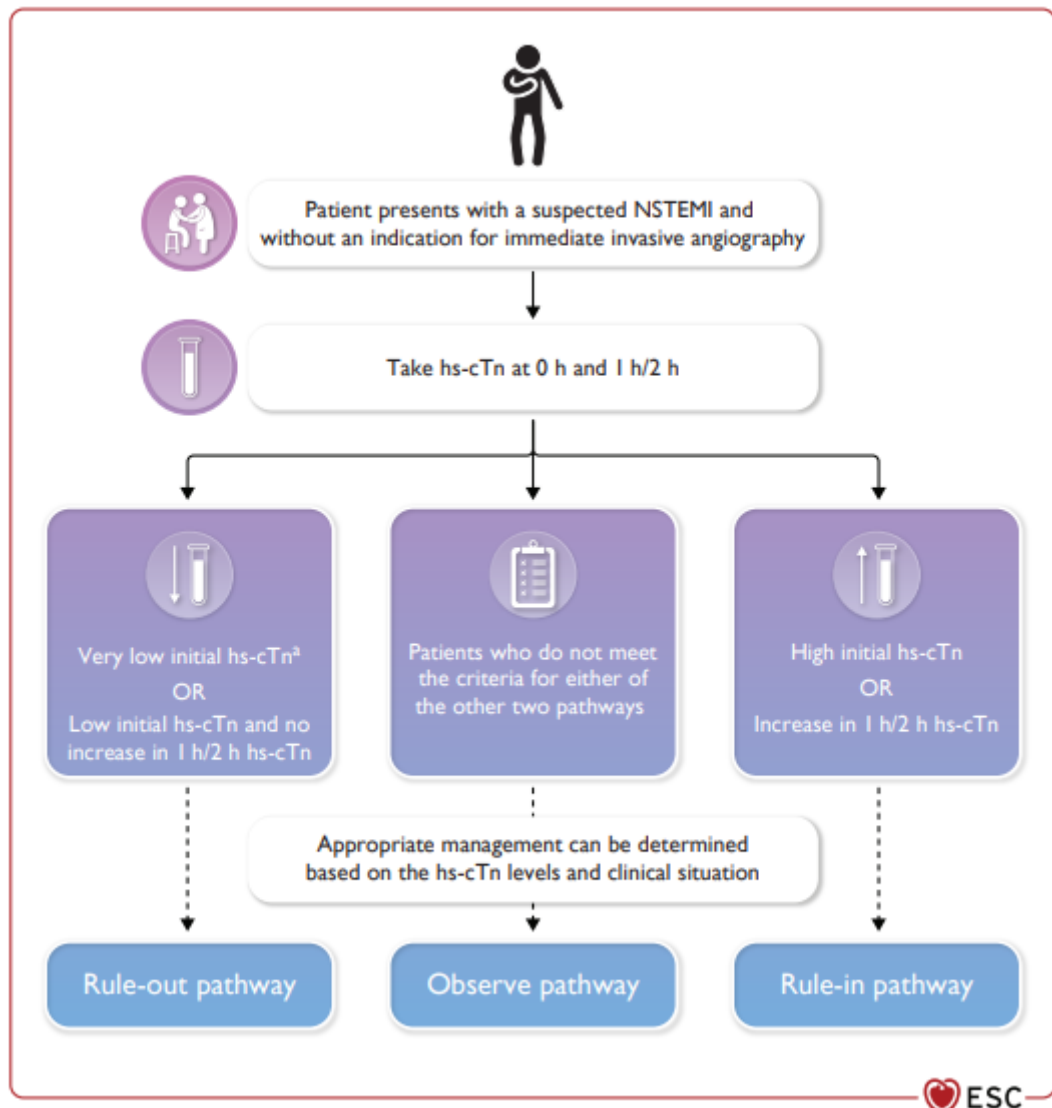 Patient presents with a suspected NSTEMI and
without an indication for immediate invasive angiography
Take hs-cTn at 0 h and 1 h/2 h
Very low initial hs-cTnᵃ
OR
Low initial hs-cTn and no
increase in 1 h/2 h hs-cTn
Patients who do not meet
the criteria for either of
the other two pathways
High initial hs-cTn
OR
Increase in 1 h/2 h hs-cTn
Appropriate management can be determined
based on the hs-cTn levels and clinical situation
Rule-out pathway
Observe pathway
Rule-in pathway
ESC